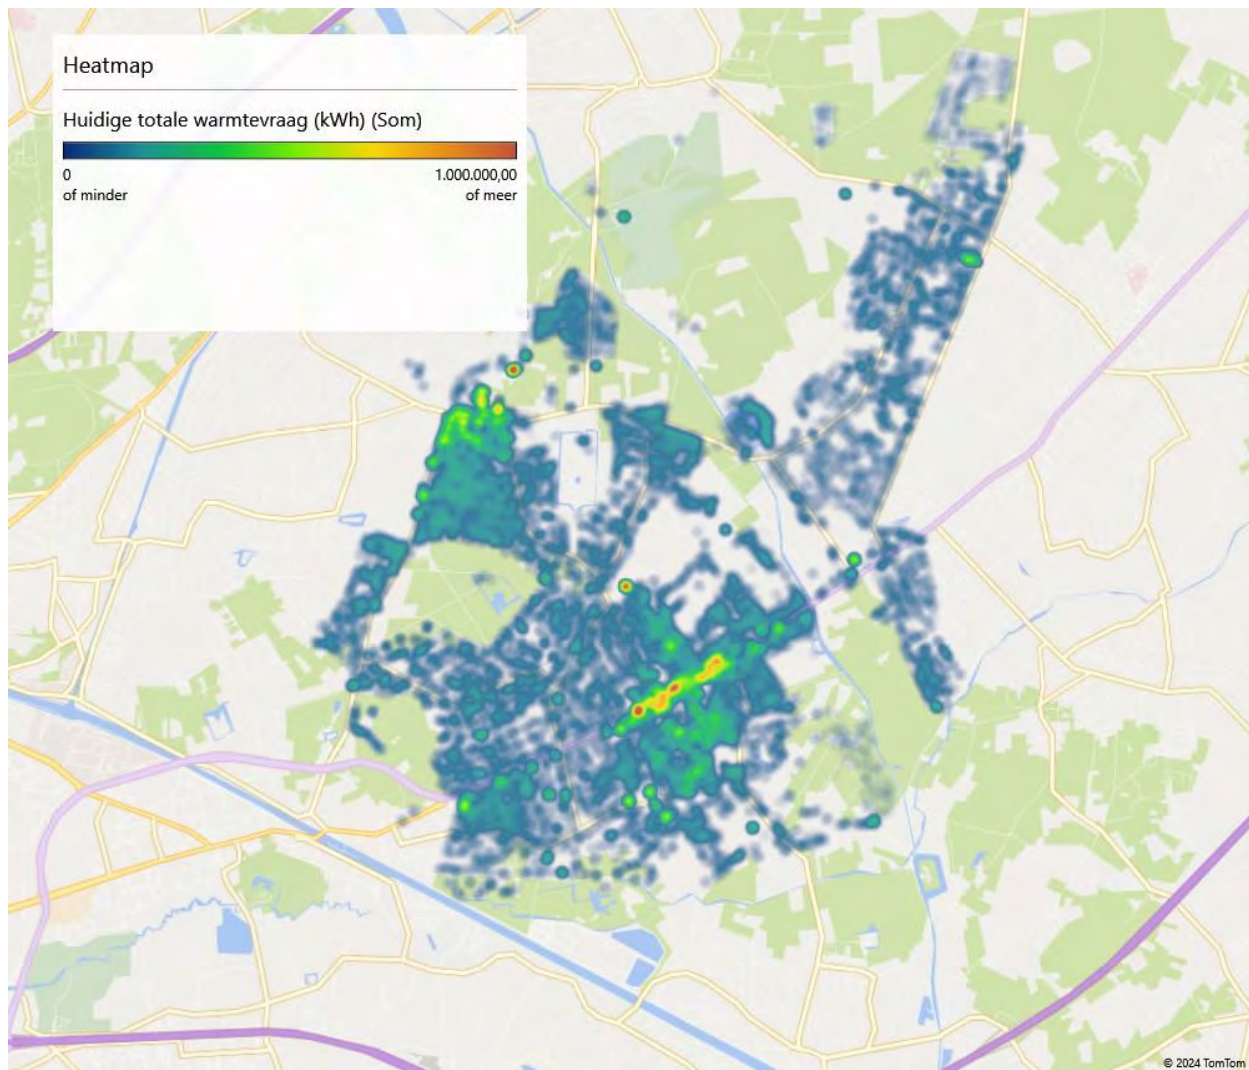 Heatmap
Huidige totale warmtevraag (kWh) (Som)
0
1.000.000,00
of minder
of meer
© 2024 TomTom